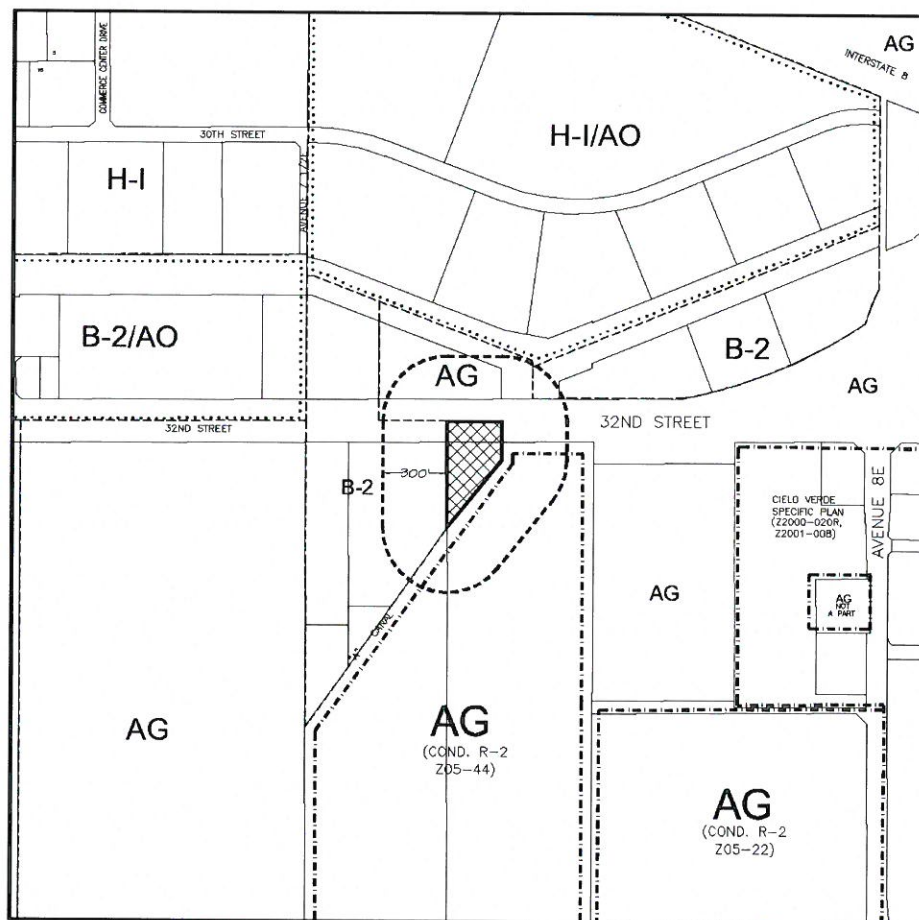 AG
INTERSTATE 8
COMMERCE CENTER DRIVE
30TH STREET
H-I/AO
H-I
B-2/AO
B-2
AG
AG
32ND STREET
32ND STREET
300'
B-2
CIELO VERDE
SPECIFIC PLAN
(Z2000-020R,
Z2001-008)
AVENUE 8E
AG
NOT
A PART
AG
CANAL
AG
AG
(COND. R-2
Z05-44)
AG
(COND. R-2
Z05-22)